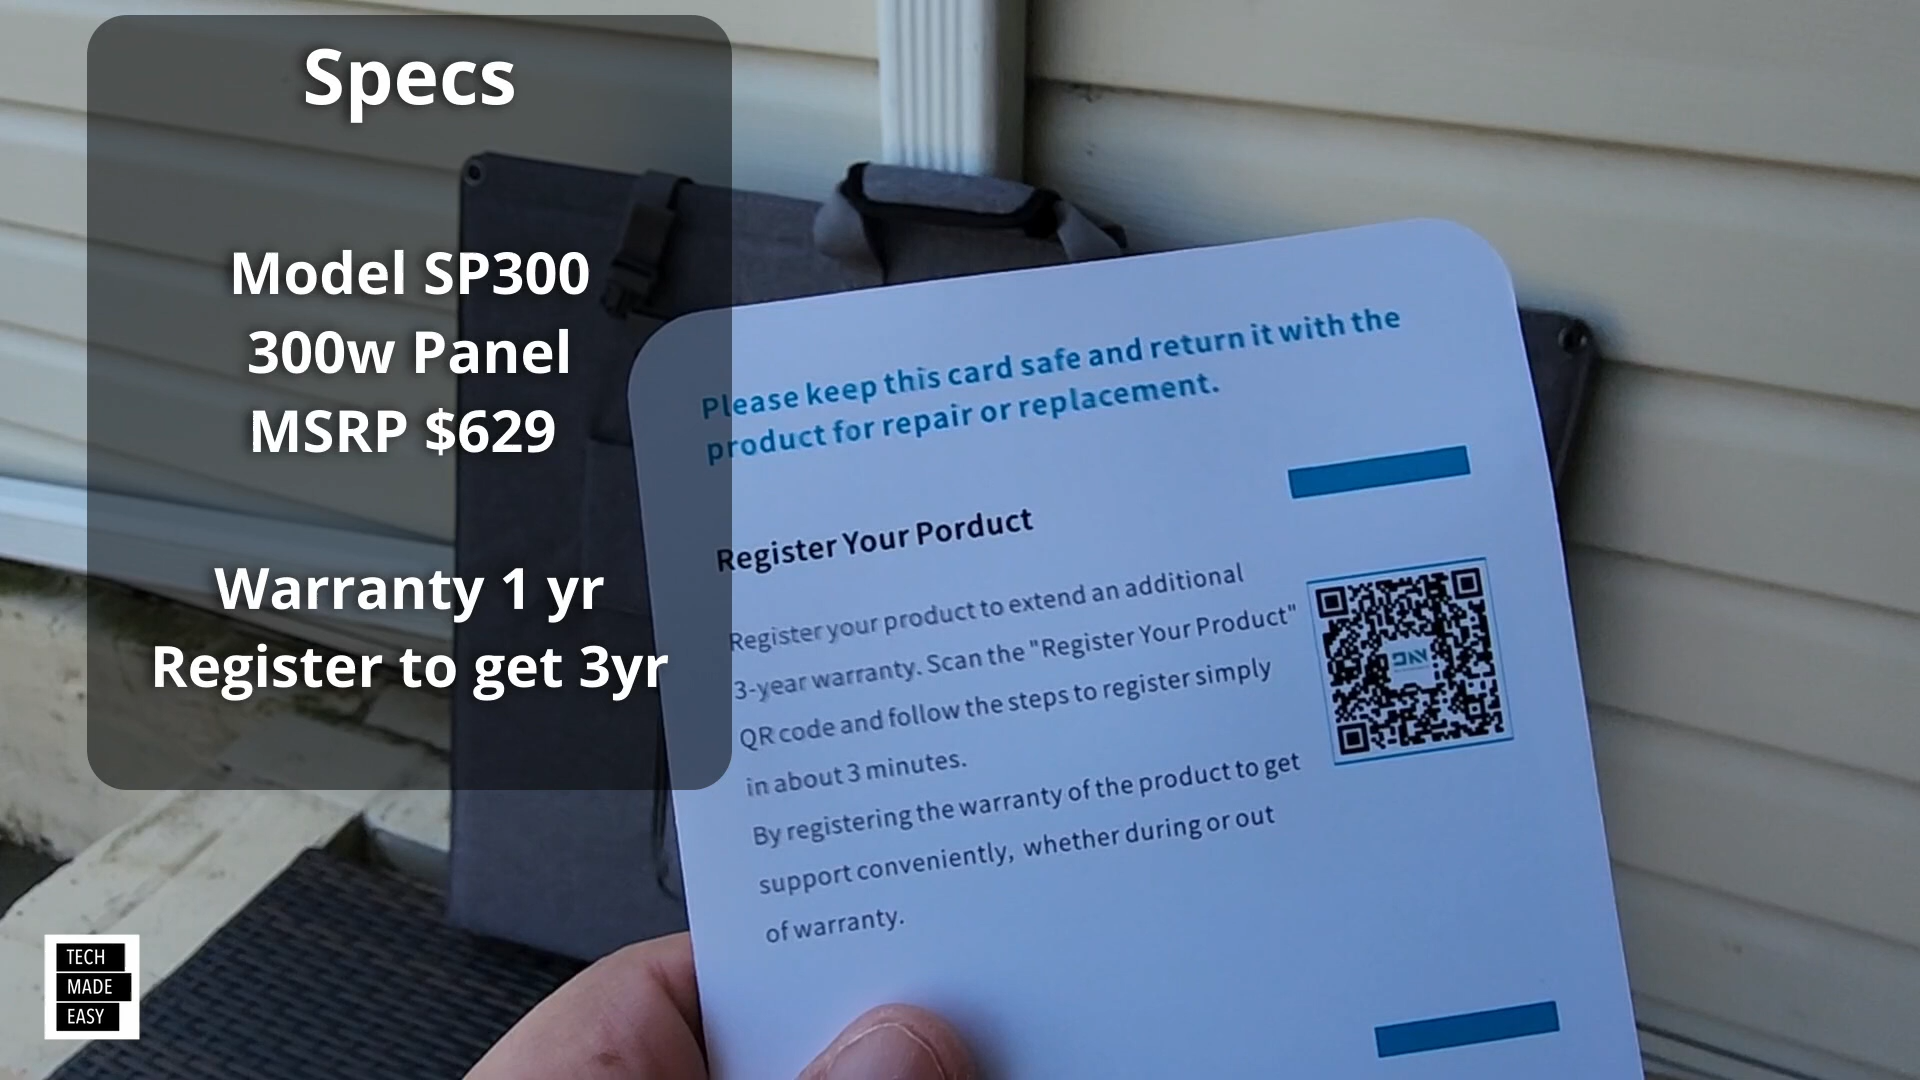 Specs
Model SP300
300w Panel
MSRP $629
Warranty 1 yr
Register to get 3yr
Please keep this card safe and return it with the
product for repair or replacement.
Register Your Porduct
Register your product to extend an additional
3-year warranty. Scan the "Register Your Product"
QR code and follow the steps to register simply
in about 3 minutes.
By registering the warranty of the product to get
support conveniently, whether during or out
of warranty.
TECH
MADE
EASY